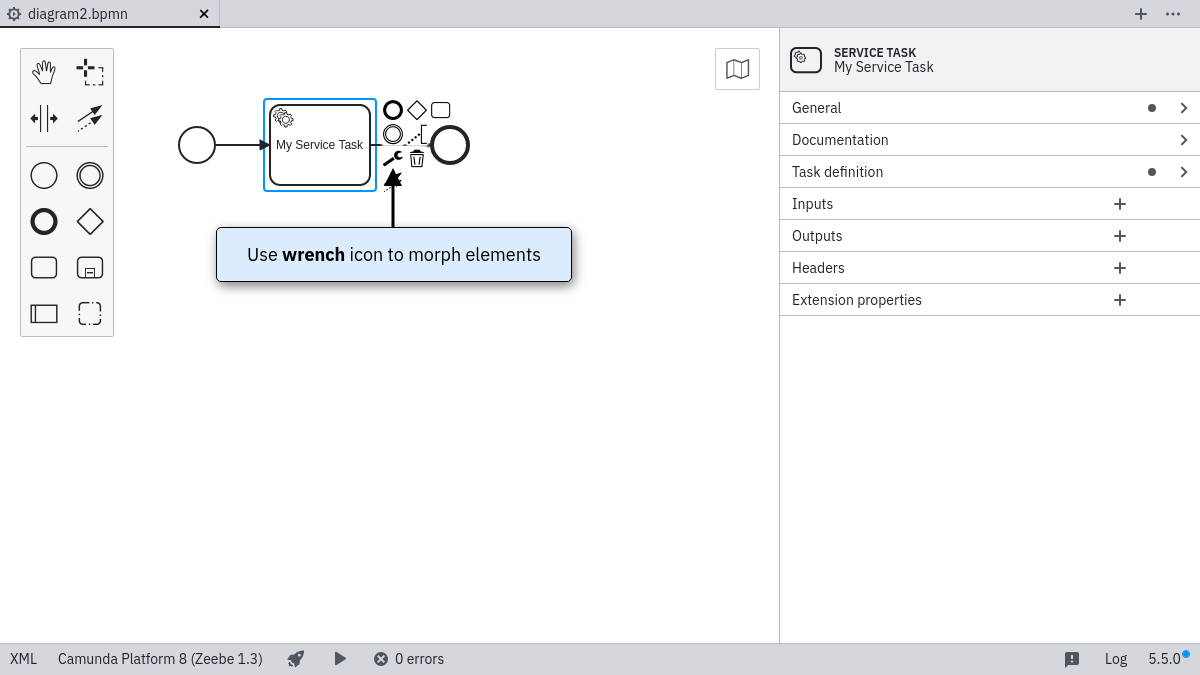 diagram2.bpmn
SERVICE TASK
My Service Task
General
Documentation
Task definition
Inputs
Outputs
Headers
Extension properties
My Service Task
Use wrench icon to morph elements
XML Camunda Platform 8 (Zeebe 1.3) 0 errors Log 5.5.0